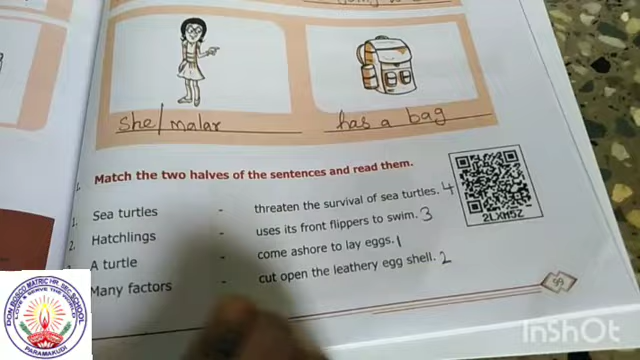 she/malar has a bag
Match the two halves of the sentences and read them.
1. Sea turtles - threaten the survival of sea turtles. 4
2. Hatchlings - uses its front flippers to swim. 3
A turtle - come ashore to lay eggs. 1
Many factors - cut open the leathery egg shell. 2
2LXM5Z
99
DON BOSCO MATRIC HR SEC SCHOOL
PARAMAKUDI
InShOt